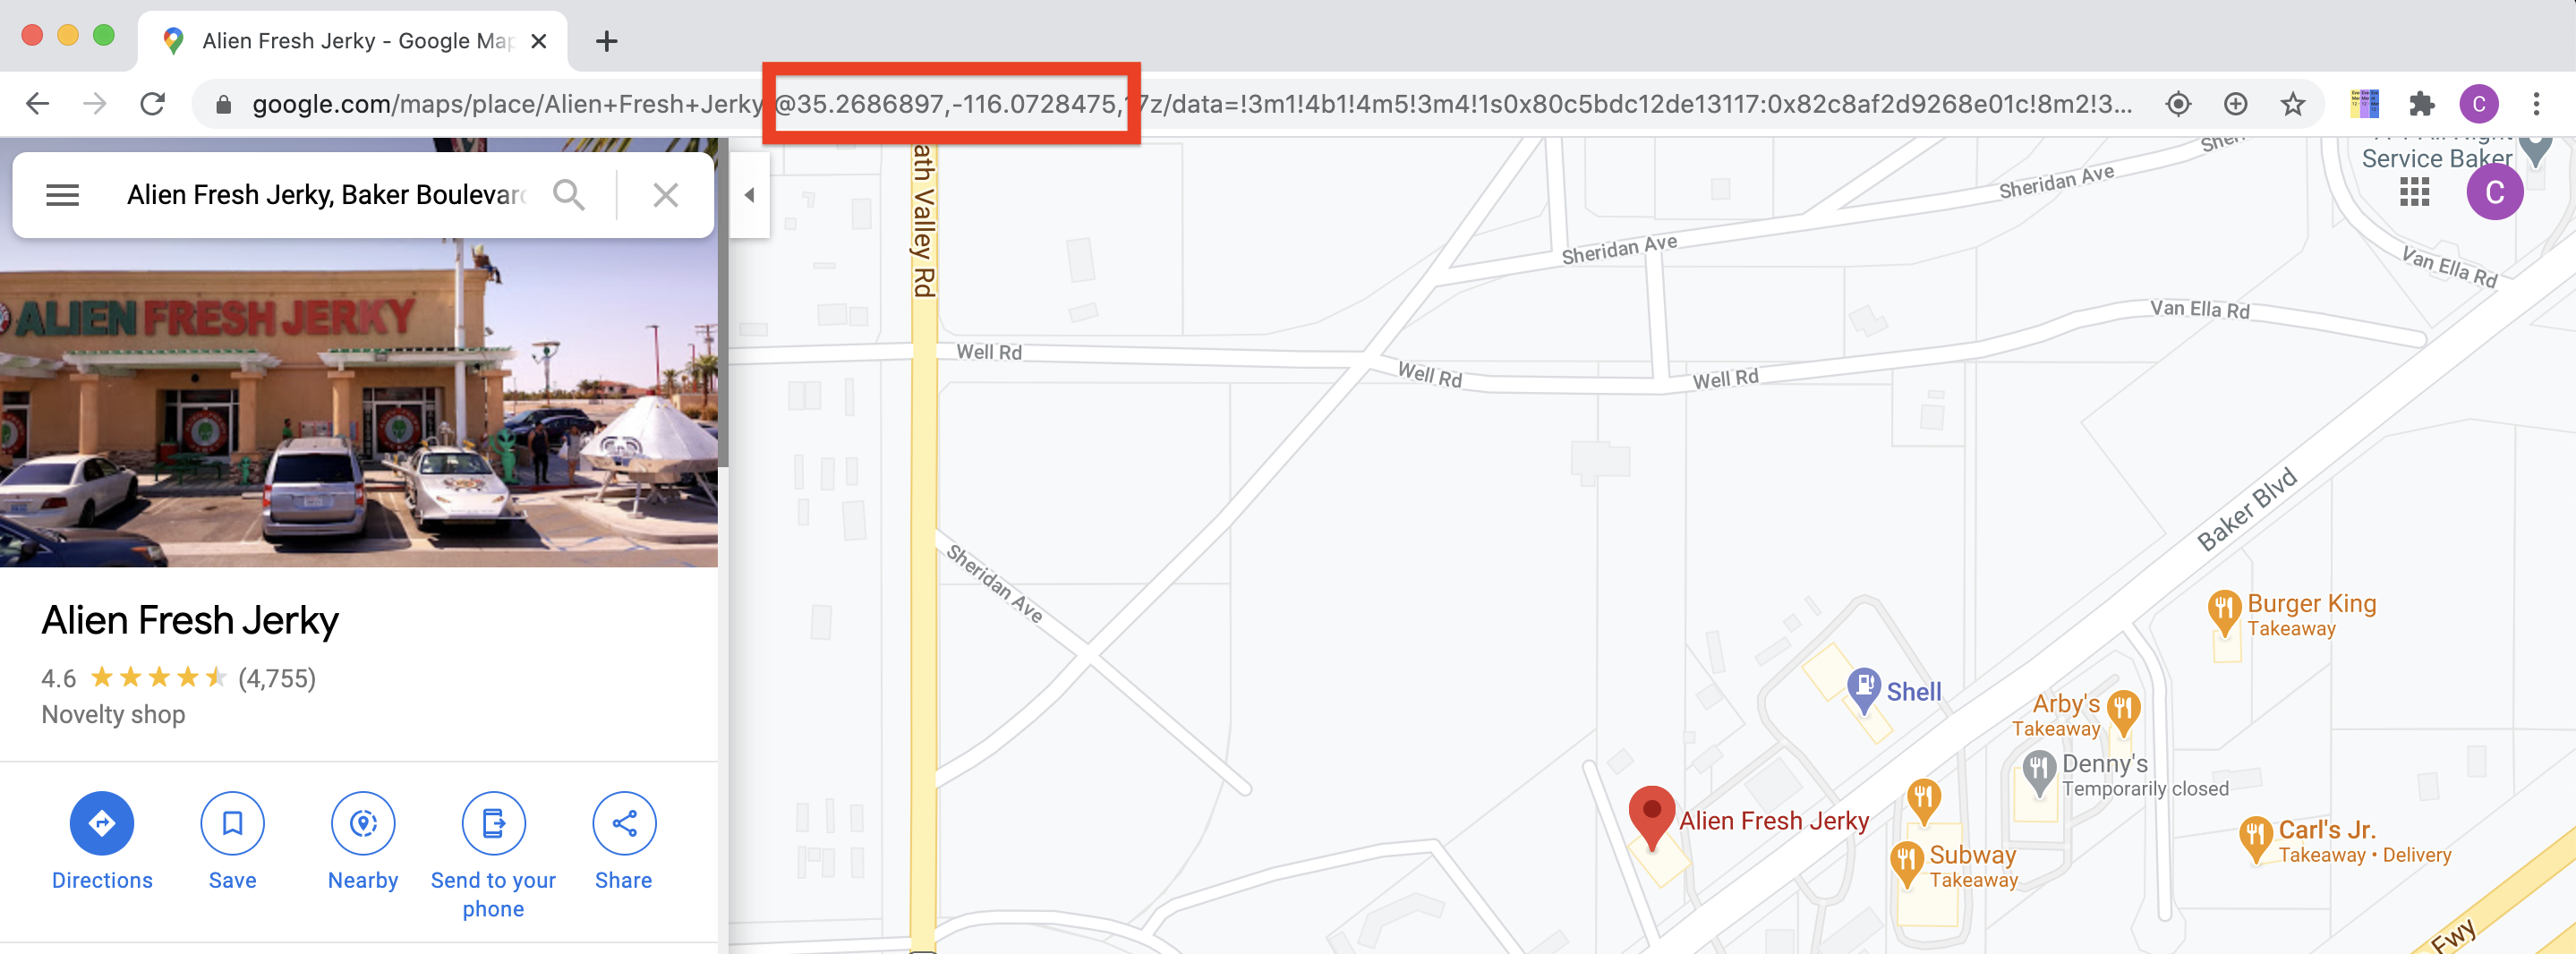 Alien Fresh Jerky - Google Map
google.com/maps/place/Alien+Fresh+Jerky/@35.2686897,-116.0728475,17z/data=!3m1!4b1!4m5!3m4!1s0x80c5bdc12de13117:0x82c8af2d9268e01c!8m2!3...
C
Alien Fresh Jerky, Baker Boulevard
ALIEN FRESH JERKY
Alien Fresh Jerky
4.6 (4,755)
Novelty shop
Directions
Save
Nearby
Send to your
phone
Share
ath Valley Rd
Service Baker
C
Sheridan Ave
Sheridan Ave
Van Ella Rd
Van Ella Rd
Well Rd
Well Rd
Well Rd
Sheridan Ave
Baker Blvd
Burger King
Takeaway
Shell
Arby's
Takeaway
Denny's
Temporarily closed
Alien Fresh Jerky
Carl's Jr.
Takeaway • Delivery
Subway
Takeaway
Fwy